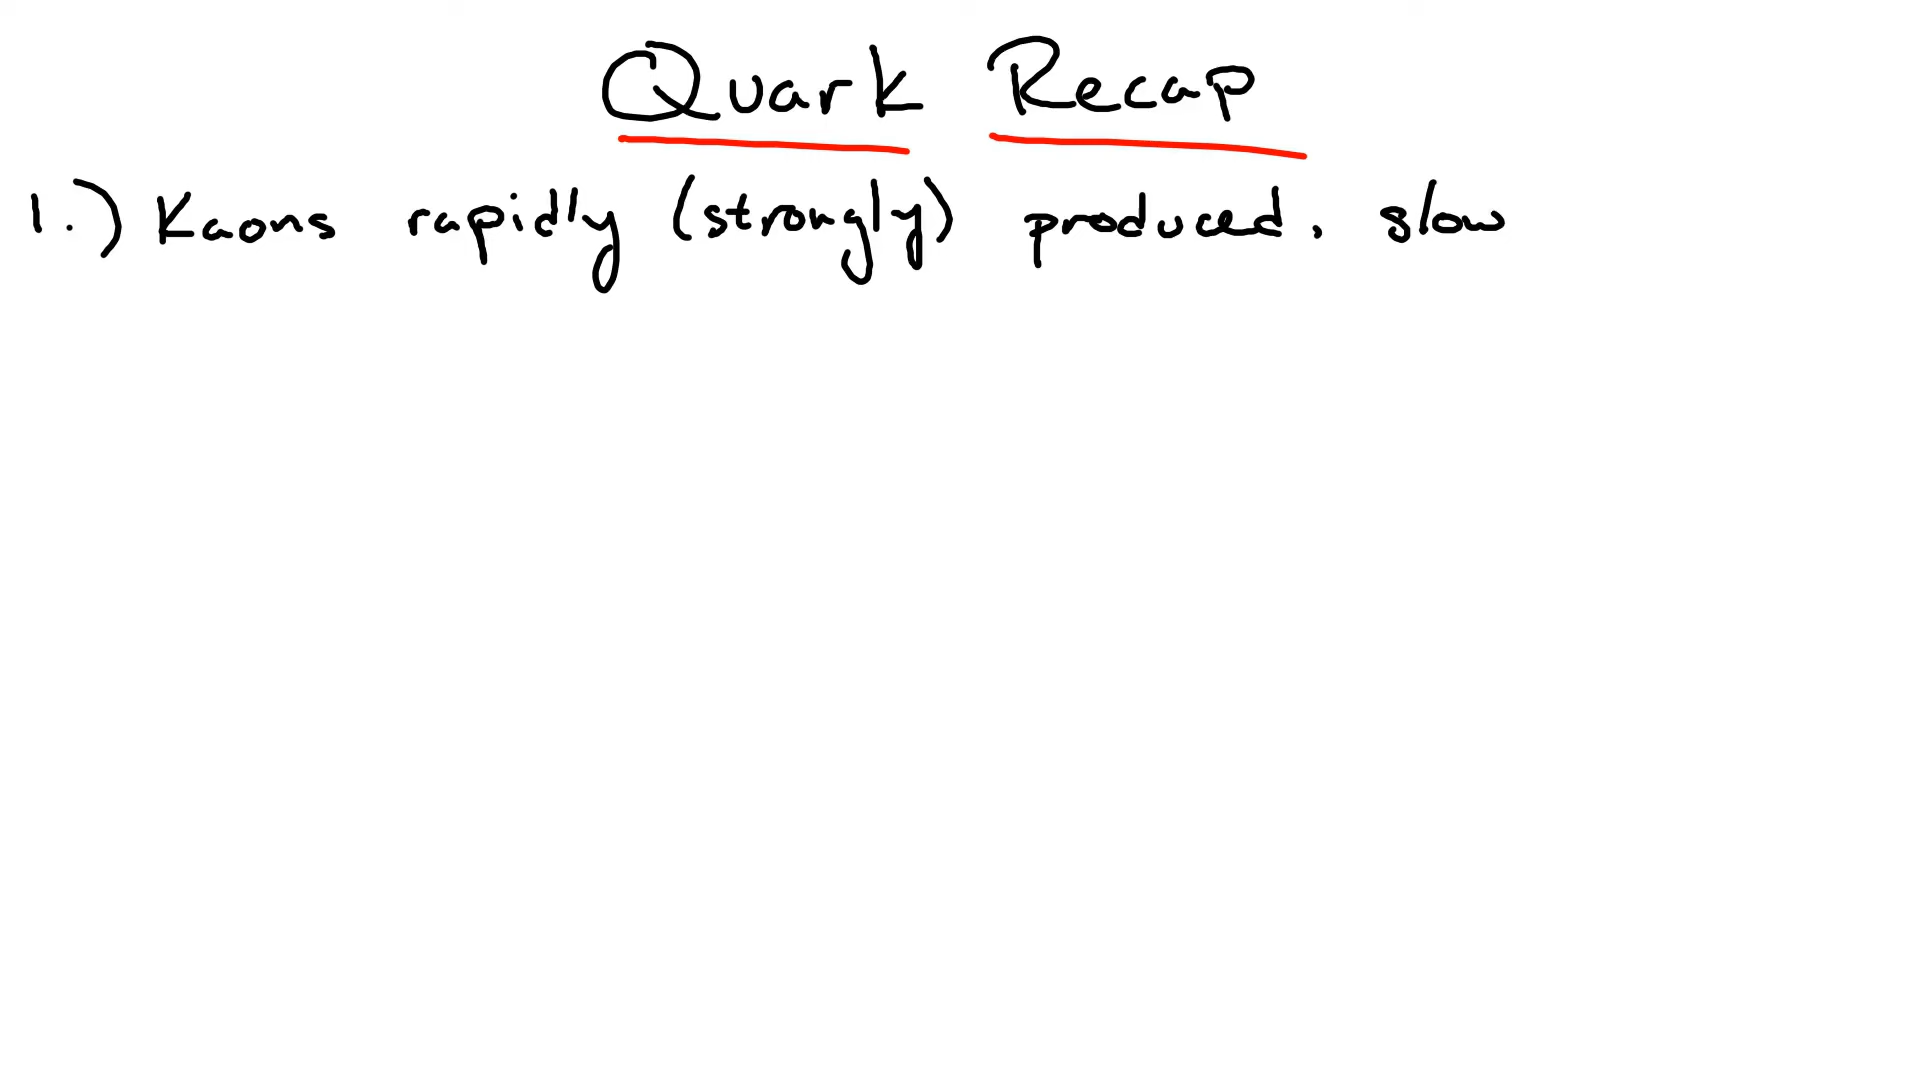 Quark Recap
1.) Kaons rapidly (strongly) produced, slow